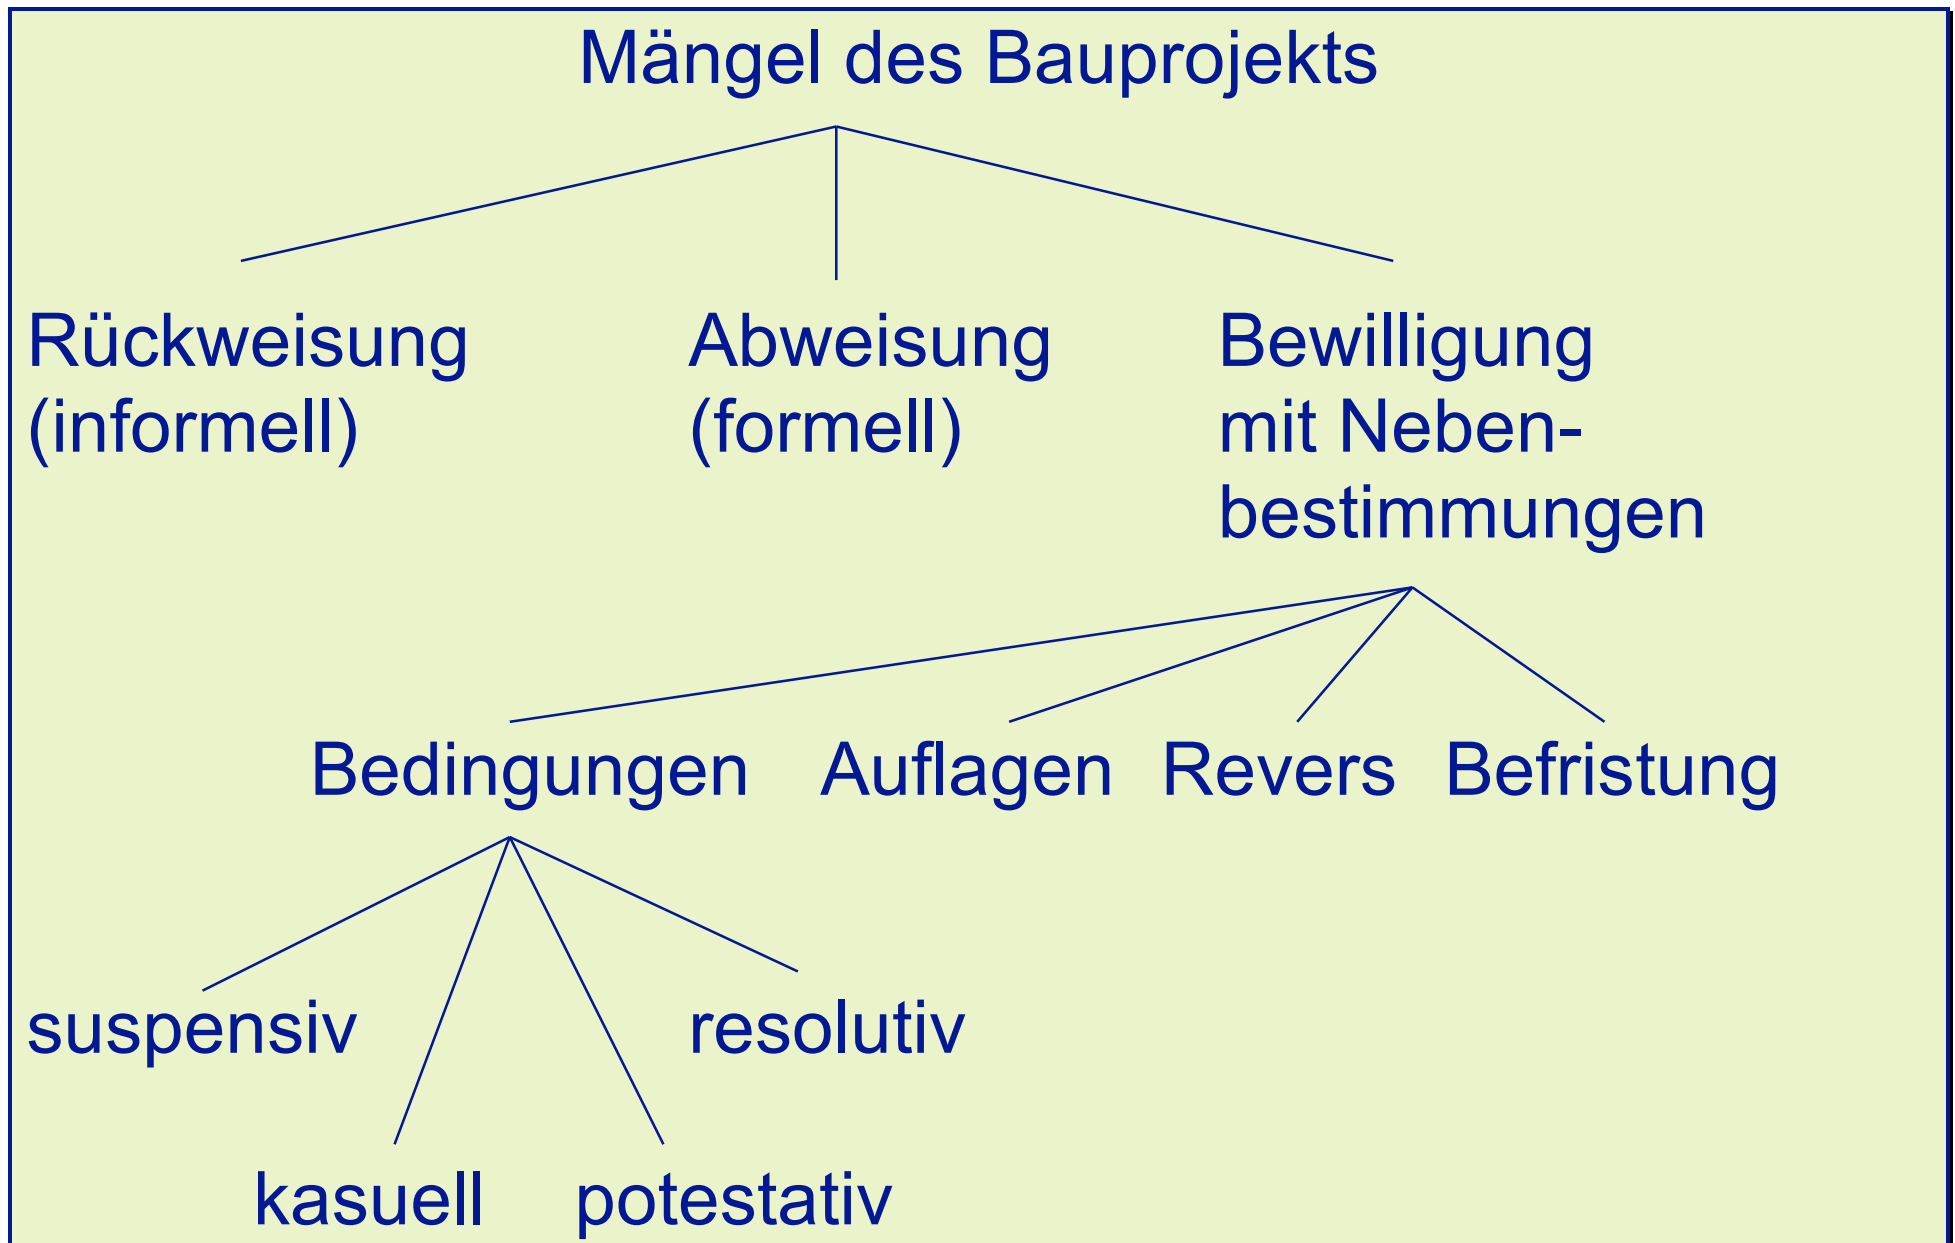 Mängel des Bauprojekts
Rückweisung
(informell)
Abweisung
(formell)
Bewilligung
mit Neben-
bestimmungen
Bedingungen
Auflagen
Revers
Befristung
suspensiv
resolutiv
kasuell
potestativ